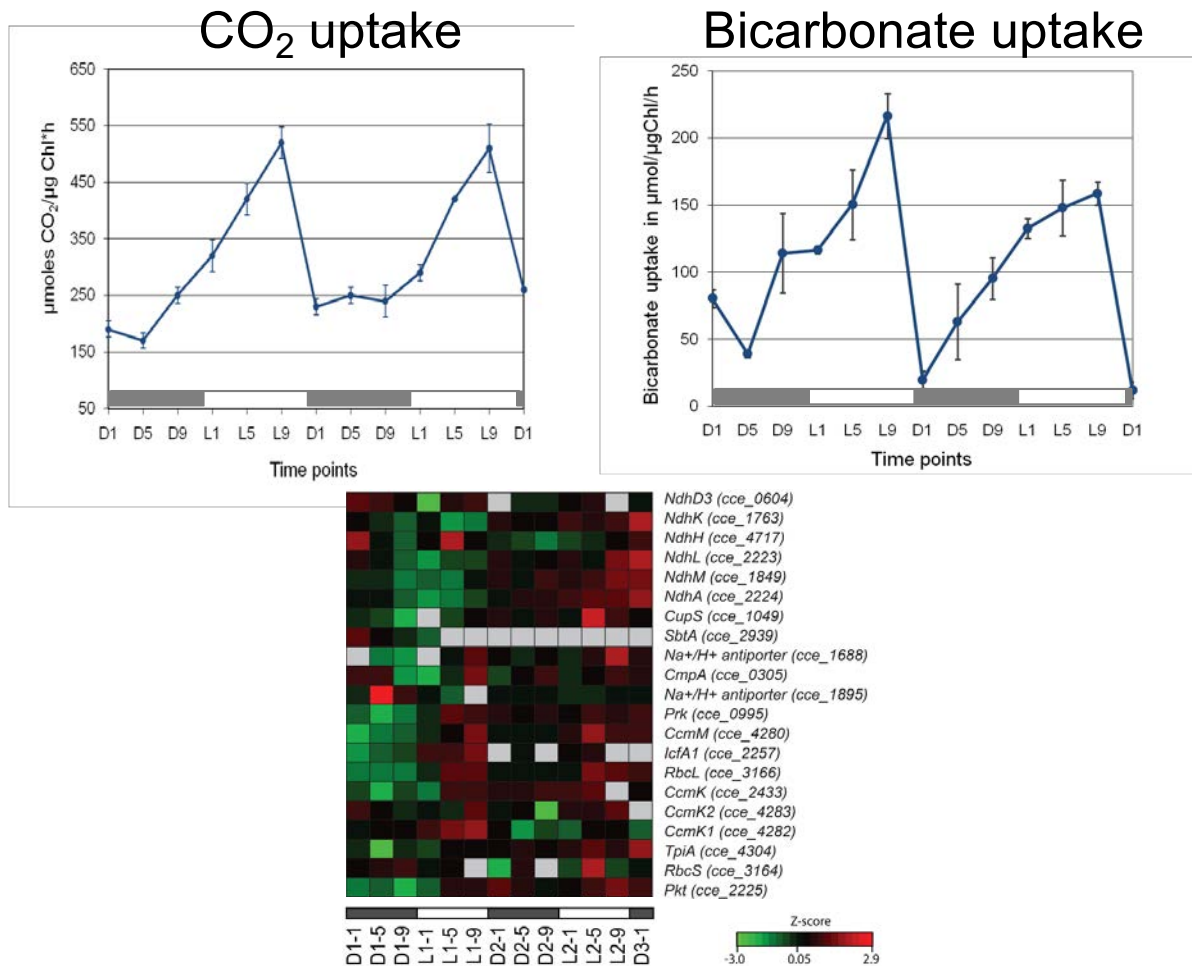 CO₂ uptake
650
550
450
350
250
150
50
μmoles CO₂/μg Chl*h
D1 D5 D9 L1 L5 L9 D1 D5 D9 L1 L5 L9 D1
Time points
Bicarbonate uptake
250
200
150
100
50
0
Bicarbonate uptake in μmol/μgChl/h
D1 D5 D9 L1 L5 L9 D1 D5 D9 L1 L5 L9 D1
Time points
NdhD3 (cce_0604)
NdhK (cce_1763)
NdhH (cce_4717)
NdhL (cce_2223)
NdhM (cce_1849)
NdhA (cce_2224)
CupS (cce_1049)
SbtA (cce_2939)
Na+/H+ antiporter (cce_1688)
CmpA (cce_0305)
Na+/H+ antiporter (cce_1895)
Prk (cce_0995)
CcmM (cce_4280)
IcfA1 (cce_2257)
RbcL (cce_3166)
CcmK (cce_2433)
CcmK2 (cce_4283)
CcmK1 (cce_4282)
TpiA (cce_4304)
RbcS (cce_3164)
Pkt (cce_2225)
D1-1 D1-5 D1-9 L1-1 L1-5 L1-9 D2-1 D2-5 D2-9 L2-1 L2-5 L2-9 D3-1
Z-score
-3.0 0.05 2.9